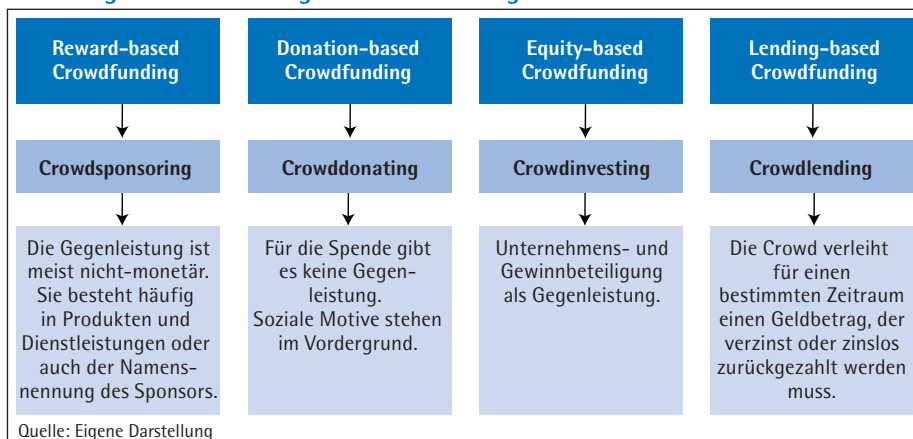 Reward-based
Crowdfunding
Donation-based
Crowdfunding
Equity-based
Crowdfunding
Lending-based
Crowdfunding
Crowdsponsoring
Crowddonating
Crowdinvesting
Crowdlending
Die Gegenleistung ist
meist nicht-monetär.
Sie besteht häufig
in Produkten und
Dienstleistungen oder
auch der Namens-
nennung des Sponsors.
Für die Spende gibt
es keine Gegen-
leistung.
Soziale Motive stehen
im Vordergrund.
Unternehmens- und
Gewinnbeteiligung
als Gegenleistung.
Die Crowd verleiht
für einen
bestimmten Zeitraum
einen Geldbetrag, der
verzinst oder zinslos
zurückgezahlt werden
muss.
Quelle: Eigene Darstellung